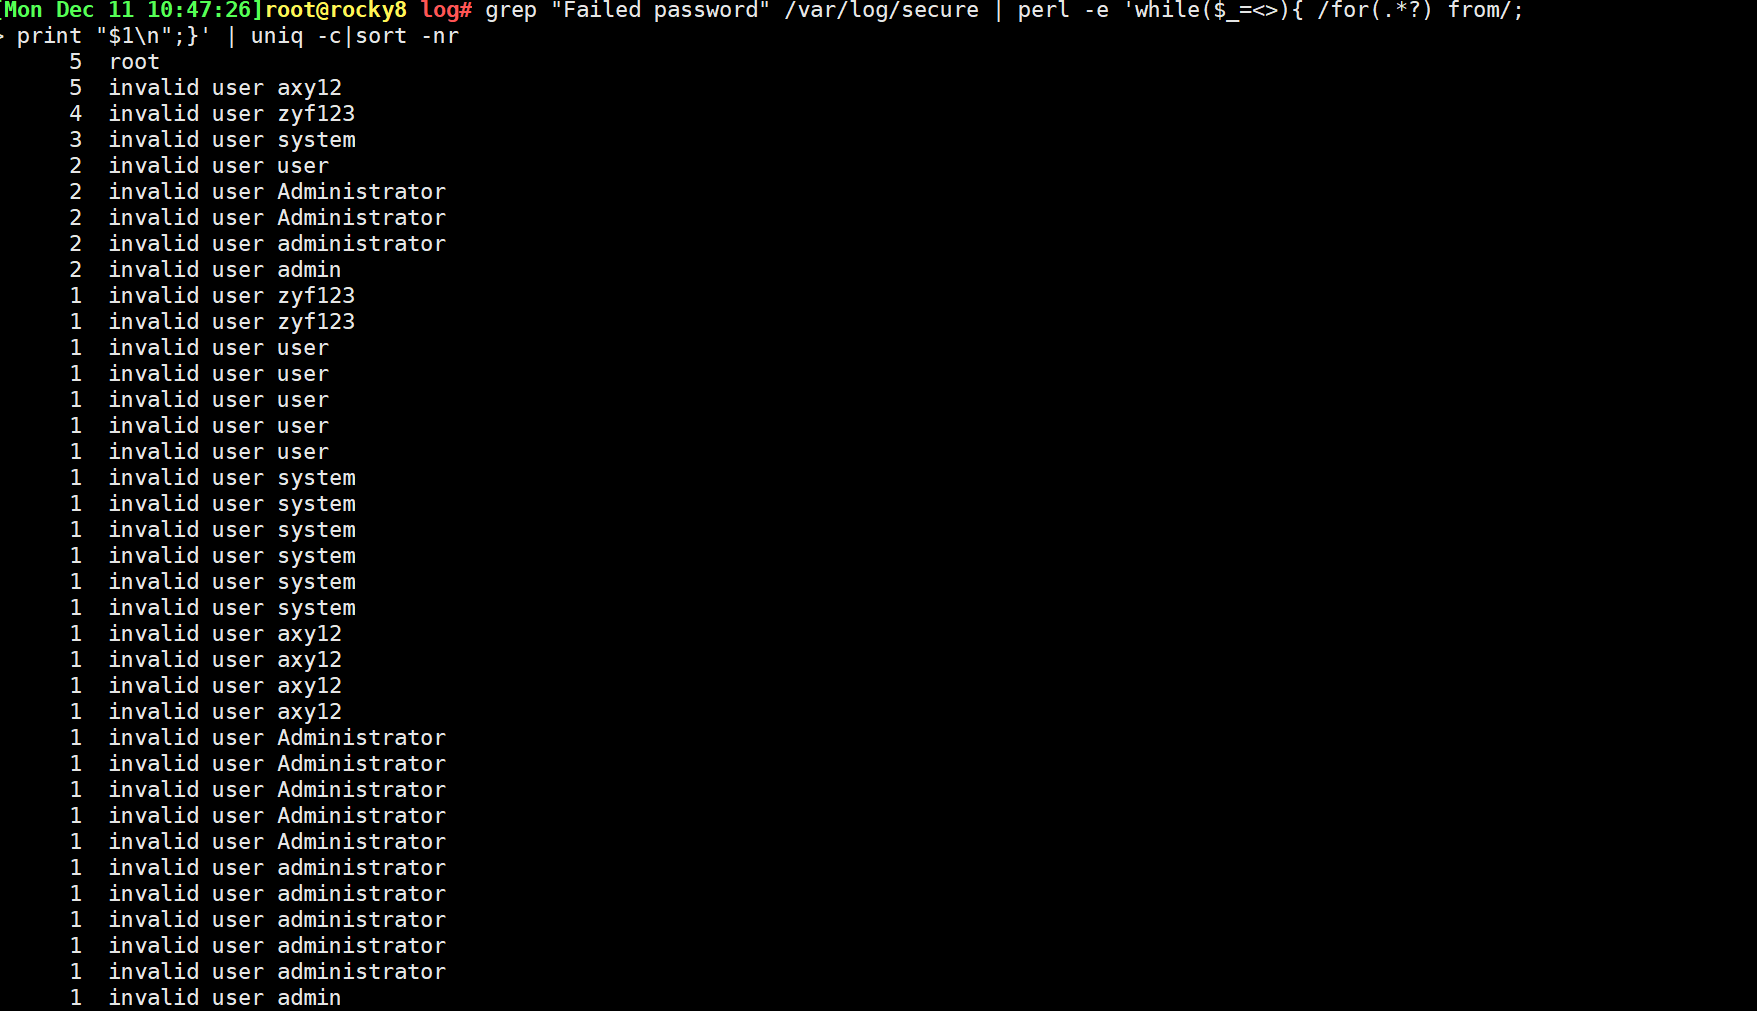 [Mon Dec 11 10:47:26]root@rocky8 log# grep "Failed password" /var/log/secure | perl -e 'while($_=<>){ /for(.*?) from/;
> print "$1\n";}' | uniq -c|sort -nr
5  root
5  invalid user axy12
4  invalid user zyf123
3  invalid user system
2  invalid user user
2  invalid user Administrator
2  invalid user Administrator
2  invalid user administrator
2  invalid user admin
1  invalid user zyf123
1  invalid user zyf123
1  invalid user user
1  invalid user user
1  invalid user user
1  invalid user user
1  invalid user user
1  invalid user system
1  invalid user system
1  invalid user system
1  invalid user system
1  invalid user system
1  invalid user system
1  invalid user axy12
1  invalid user axy12
1  invalid user axy12
1  invalid user axy12
1  invalid user Administrator
1  invalid user Administrator
1  invalid user Administrator
1  invalid user Administrator
1  invalid user Administrator
1  invalid user administrator
1  invalid user administrator
1  invalid user administrator
1  invalid user administrator
1  invalid user administrator
1  invalid user admin